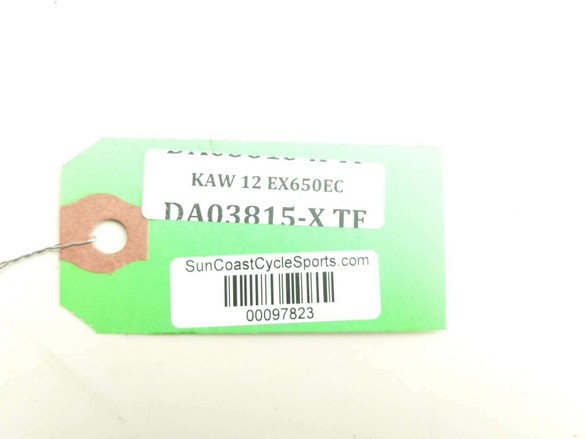 KAW 12 EX650EC
DA03815-X TF
SunCoastCycleSports.com
00097823